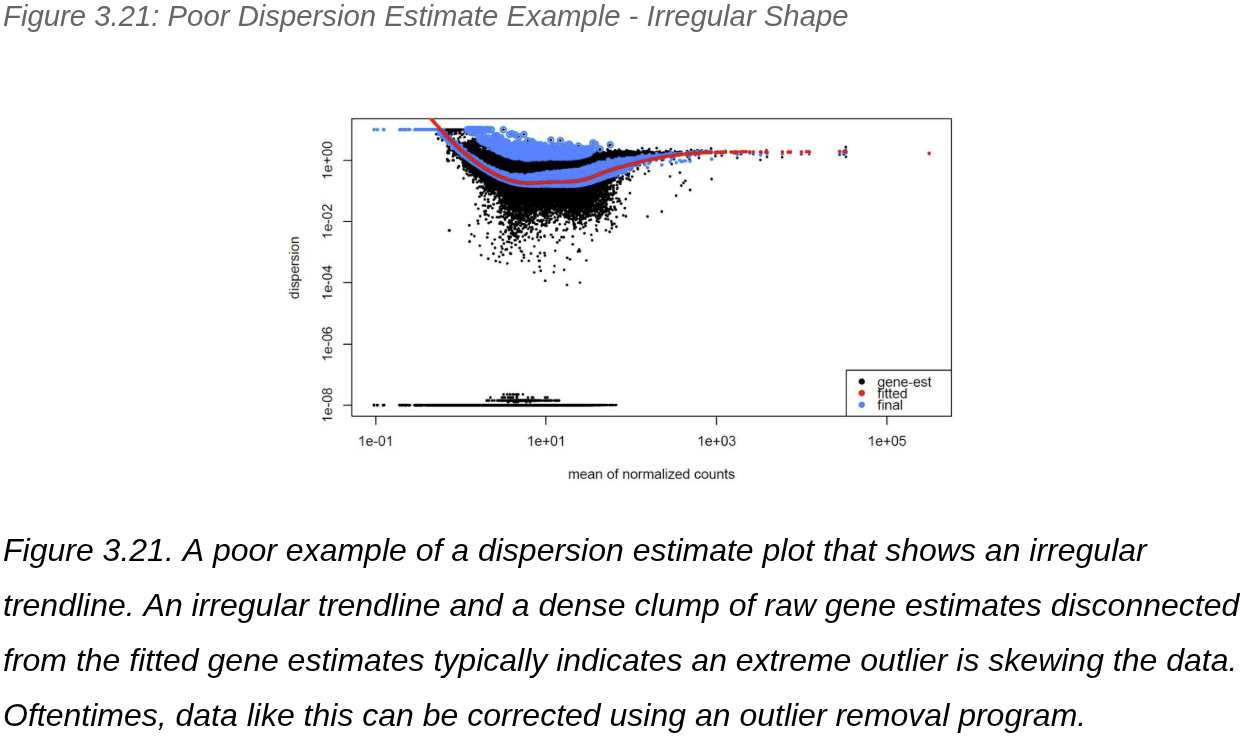 Figure 3.21: Poor Dispersion Estimate Example - Irregular Shape
1e+00
1e-02
1e-04
1e-06
1e-08
dispersion
gene-est
fitted
final
1e-01
1e+01
1e+03
1e+05
mean of normalized counts
Figure 3.21. A poor example of a dispersion estimate plot that shows an irregular
trendline. An irregular trendline and a dense clump of raw gene estimates disconnected
from the fitted gene estimates typically indicates an extreme outlier is skewing the data.
Oftentimes, data like this can be corrected using an outlier removal program.